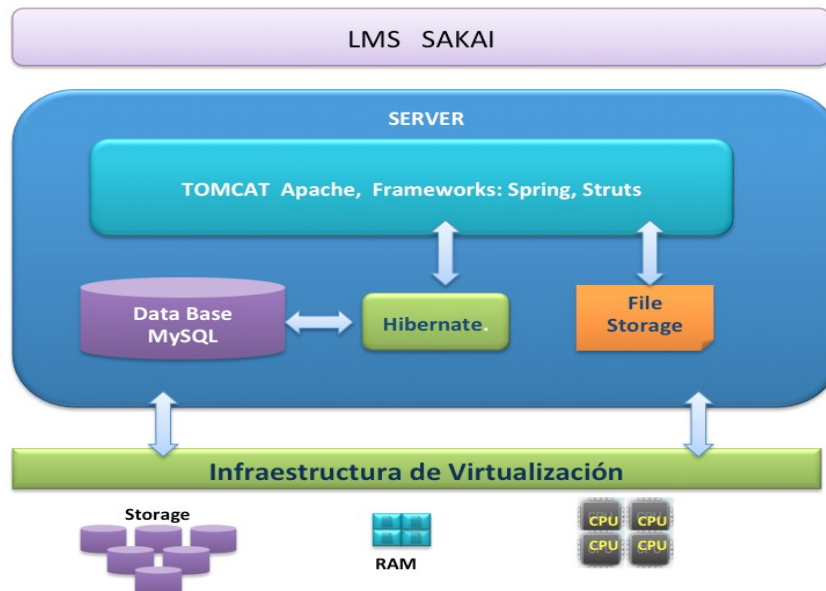 LMS SAKAI
SERVER
TOMCAT Apache, Frameworks: Spring, Struts
Data Base
MySQL
Hibernate.
File
Storage
Infraestructura de Virtualización
Storage
RAM
CPU CPU
CPU CPU